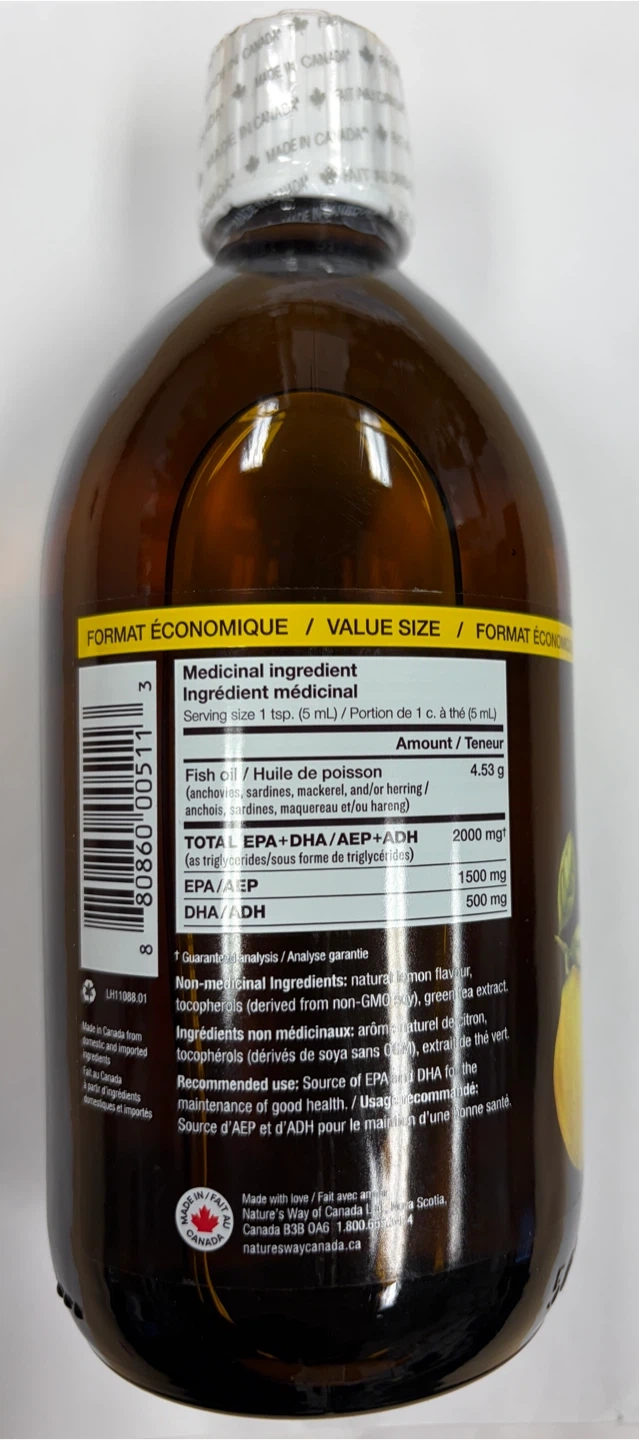 MADE IN CANADA*
MADE IN CANADA*
MADE IN CANADA*
FORMAT ÉCONOMIQUE / VALUE SIZE / FORMAT ÉCONOMIQUE
Medicinal ingredient
Ingrédient médicinal
Serving size 1 tsp. (5 mL) / Portion de 1 c. à thé (5 mL)
Amount / Teneur
Fish oil / Huile de poisson 4.53 g
(anchovies, sardines, mackerel, and/or herring /
anchois, sardines, maquereau et/ou hareng)
TOTAL EPA+DHA/AEP+ADH 2000 mg†
(as triglycerides/sous forme de triglycérides)
EPA/AEP 1500 mg
DHA/ADH 500 mg
† Guaranteed analysis / Analyse garantie
Non-medicinal Ingredients: natural lemon flavour,
tocopherols (derived from non-GMO soy), green tea extract.
Ingrédients non médicinaux: arôme naturel de citron,
tocophérols (dérivés de soya sans OGM), extrait de thé vert.
Recommended use: Source of EPA and DHA for the
maintenance of good health. / Usage recommandé:
Source d'AEP et d'ADH pour le maintien d'une bonne santé.
8 80860 00511 3
LH11088.01
Made in Canada from
domestic and imported
ingredients
Fait au Canada
à partir d'ingrédients
domestiques et importés
MADE IN / FAIT AU
CANADA
Made with love / Fait avec amour
Nature's Way of Canada Nova Scotia,
Canada B3B 0A6
natureswaycanada.ca